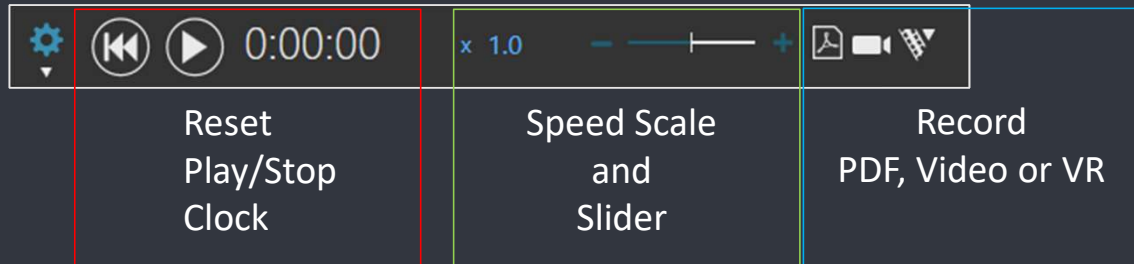 0:00:00
x 1.0
Reset
Play/Stop
Clock
Speed Scale
and
Slider
Record
PDF, Video or VR